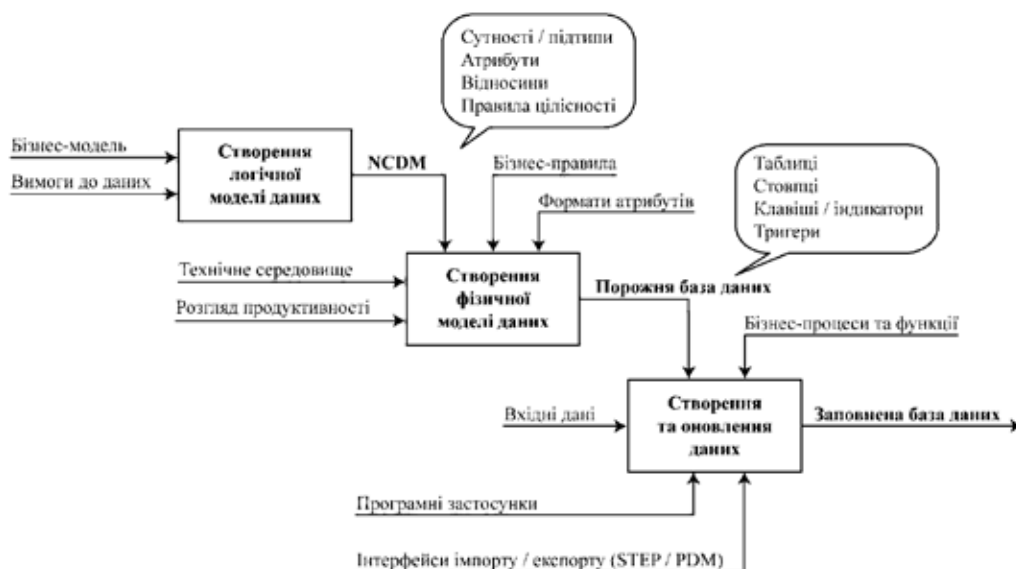 Сутності / підтипи
Атрибути
Відносини
Правила цілісності
Бізнес-модель
Вимоги до даних
Створення
логічної
моделі даних
NCDM
Бізнес-правила
Формати атрибутів
Таблиці
Стовпці
Клавіші / індикатори
Тригери
Технічне середовище
Розгляд продуктивності
Створення
фізичної
моделі даних
Порожня база даних
Бізнес-процеси та функції
Вхідні дані
Створення
та оновлення
даних
Заповнена база даних
Програмні застосунки
Інтерфейси імпорту / експорту (STEP / PDM)